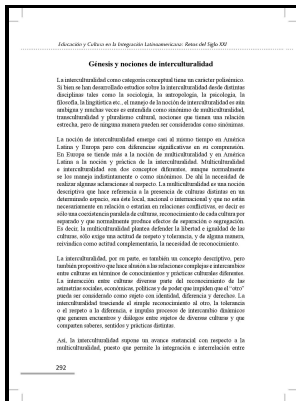 Educación y Cultura en la Integración Latinoamericana: Retos del Siglo XXI
Génesis y nociones de interculturalidad
La interculturalidad como categoría conceptual tiene un carácter polisémico.
Si bien se han desarrollado estudios sobre la interculturalidad desde distintas
disciplinas tales como la sociología, la antropología, la psicología, la
filosofía, la lingüística etc., el manejo de la noción de interculturalidad es aún
ambigua y muchas veces es entendida como sinónimo de multiculturalidad,
transculturalidad y pluralismo cultural, nociones que tienen una relación
estrecha, pero de ninguna manera pueden ser consideradas como sinónimas.
La noción de interculturalidad emerge casi al mismo tiempo en América
Latina y Europa pero con diferencias significativas en su comprensión.
En Europa se tiende más a la noción de multiculturalidad y en América
Latina a la noción y práctica de la interculturalidad. Multiculturalidad
e interculturalidad son dos conceptos diferentes, aunque normalmente
se los maneja indistintamente o como sinónimos. De ahí la necesidad de
realizar algunas aclaraciones al respecto. La multiculturalidad es una noción
descriptiva que hace referencia a la presencia de culturas distintas en un
determinado espacio, sea éste local, nacional o internacional y que no están
necesariamente en relación o estarían en relaciones conflictivas, es decir es
sólo una coexistencia paralela de culturas, reconocimiento de cada cultura por
separado y que normalmente produce efectos de separación o segregación.
Es decir, la multiculturalidad plantea defender la libertad e igualdad de las
culturas, sólo exige una actitud de respeto y tolerancia, y de alguna manera,
reivindica como actitud complementaria, la necesidad de reconocimiento.
La interculturalidad, por su parte, es también un concepto descriptivo, pero
también propositivo que hace alusión a las relaciones complejas e intercambios
entre culturas en términos de conocimientos y prácticas culturales diferentes.
La interacción entre culturas diversas parte del reconocimiento de las
asimetrías sociales, económicas, políticas y de poder que impiden que el "otro"
pueda ser considerado como sujeto con identidad, diferencia y derechos. La
interculturalidad trasciende el simple reconocimiento al otro, la tolerancia
o el respeto a la diferencia, e impulsa procesos de intercambio dinámicos
que generen encuentros y diálogos entre sujetos de diversas culturas y que
comparten saberes, sentidos y prácticas distintas.
Así, la interculturalidad supone un avance sustancial con respecto a la
multiculturalidad, puesto que permite la integración e interrelación entre
292